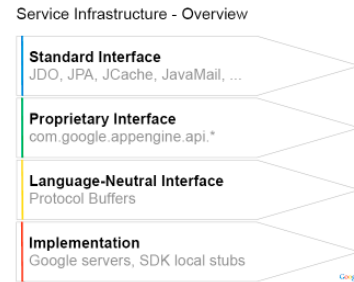 Service Infrastructure - Overview
Standard Interface
JDO, JPA, JCache, JavaMail, ...
Proprietary Interface
com.google.appengine.api.*
Language-Neutral Interface
Protocol Buffers
Implementation
Google servers, SDK local stubs